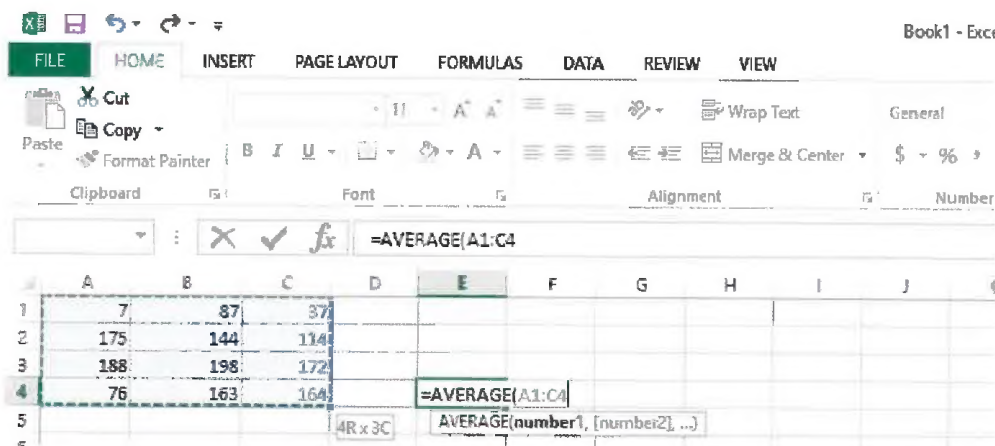 Book1 - Exce
FILE HOME INSERT PAGE LAYOUT FORMULAS DATA REVIEW VIEW
Cut
Copy
Paste
Format Painter
11 A A Wrap Text General
B I U A Merge & Center $ % ,
Clipboard Font Alignment Number
fx =AVERAGE(A1:C4
A B C D E F G H I J
1 7 87 37
2 175 144 114
3 188 198 172
4 76 163 164 =AVERAGE(A1:C4
5 4R x 3C AVERAGE(number1, [number2], ...)